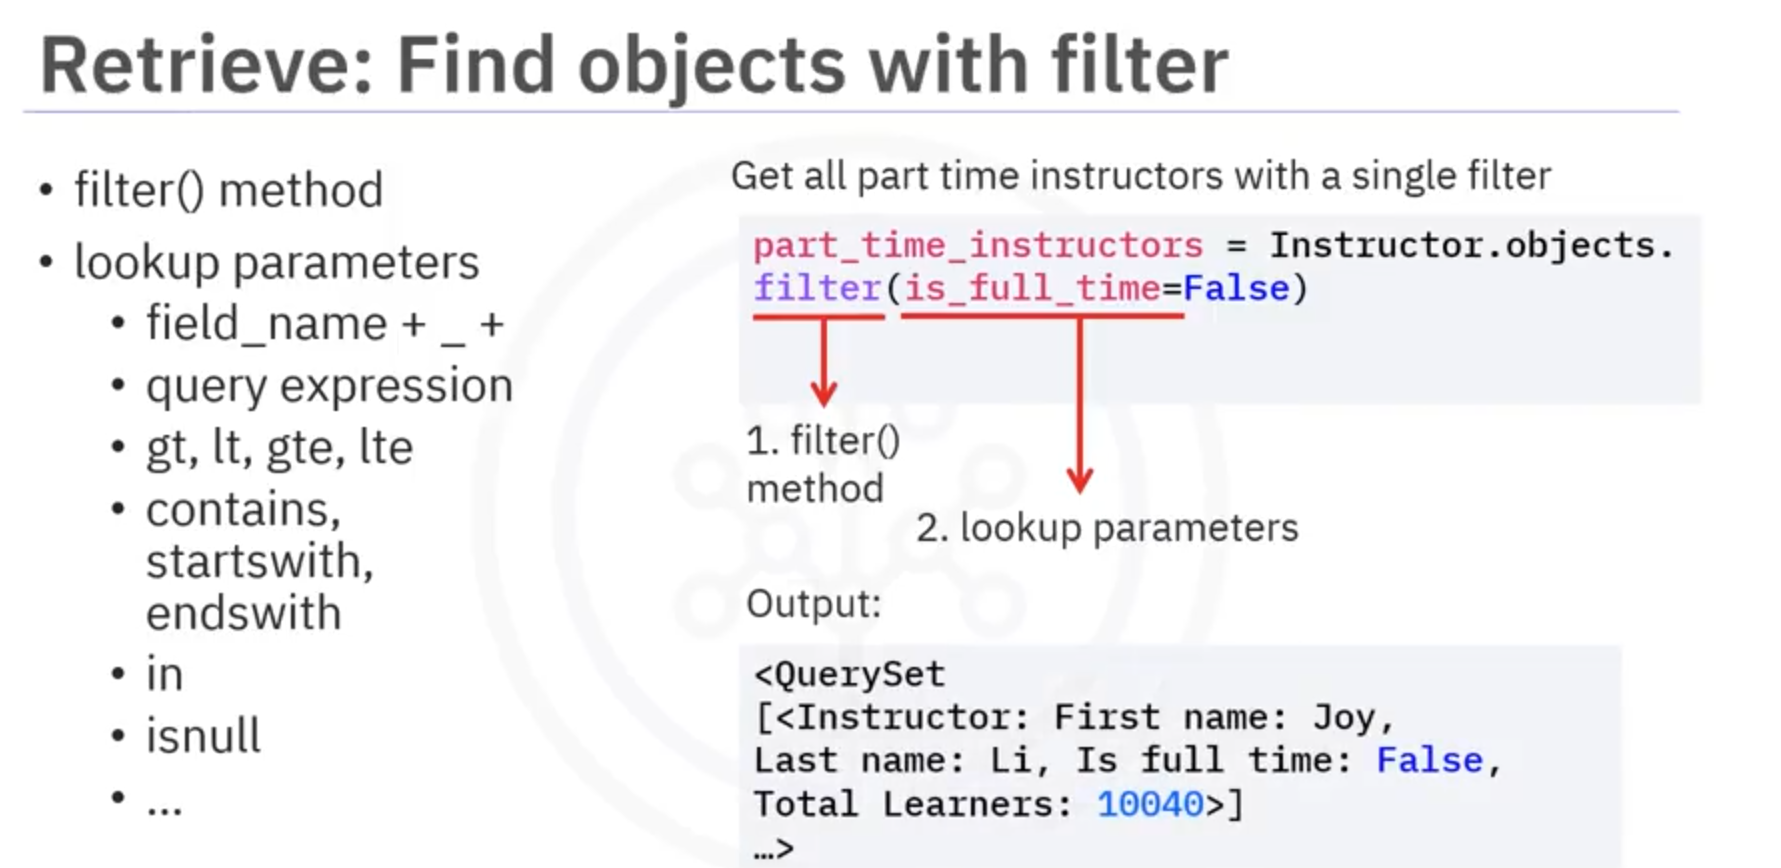 Retrieve: Find objects with filter
• filter() method
• lookup parameters
• field_name + _ +
• query expression
• gt, lt, gte, lte
• contains,
startswith,
endswith
• in
• isnull
• ...
Get all part time instructors with a single filter
part_time_instructors = Instructor.objects.
filter(is_full_time=False)
1. filter()
method
2. lookup parameters
Output:
<QuerySet
[<Instructor: First name: Joy,
Last name: Li, Is full time: False,
Total Learners: 10040>]
…>